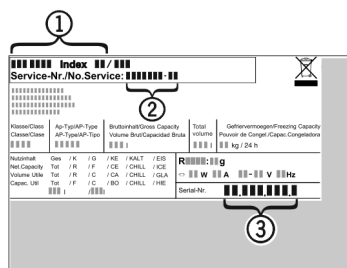 1
Index /
Service-Nr./No.Service: -
2
Klasse/Class Ap-Typ/AP-Type Bruttoinhalt/Gross Capacity Total Gefriervermoegen/Freezing Capacity
Classe/Clase AP-Type/AP-Tipo Volume Brut/Capacidad Bruta volume Pouvoir de Congel./Capac.Congeladora
l l kg / 24 h
Nutzinhalt Ges / K / G / KE / KALT / EIS
Net.Capacity Tot / R / F / CE / CHILL / ICE
Volume Utile Tot / R / C / CA / CHILL / GLA
Capac. Util Tot / F / C / BO / CHILL / HIE
l / l
R : g
W A - V Hz
Serial-Nr. . . .
3